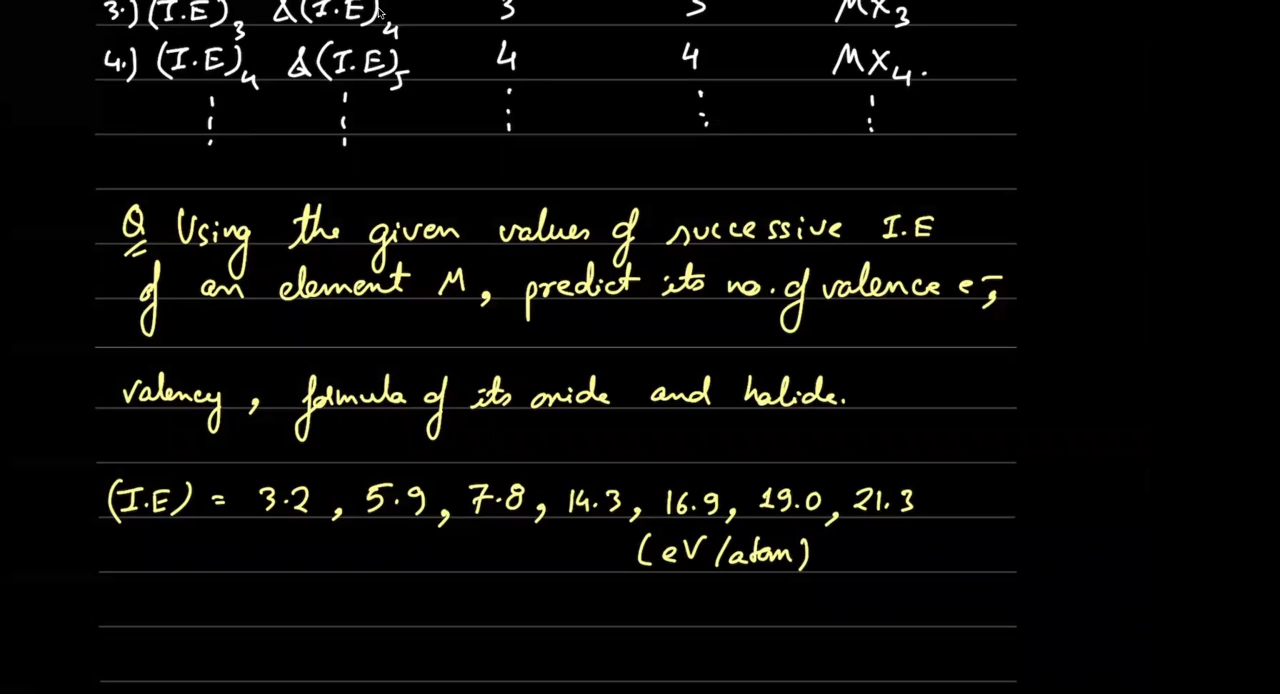 3.) (I.E)₃ &(I.E)₄ 3 3 MX₃
4.) (I.E)₄ &(I.E)₅ 4 4 MX₄.
Q Using the given values of successive I.E
of an element M, predict its no. of valence e⁻,
valency, formula of its oxide and halide.
(I.E) = 3.2, 5.9, 7.8, 14.3, 16.9, 19.0, 21.3
(eV/atom)